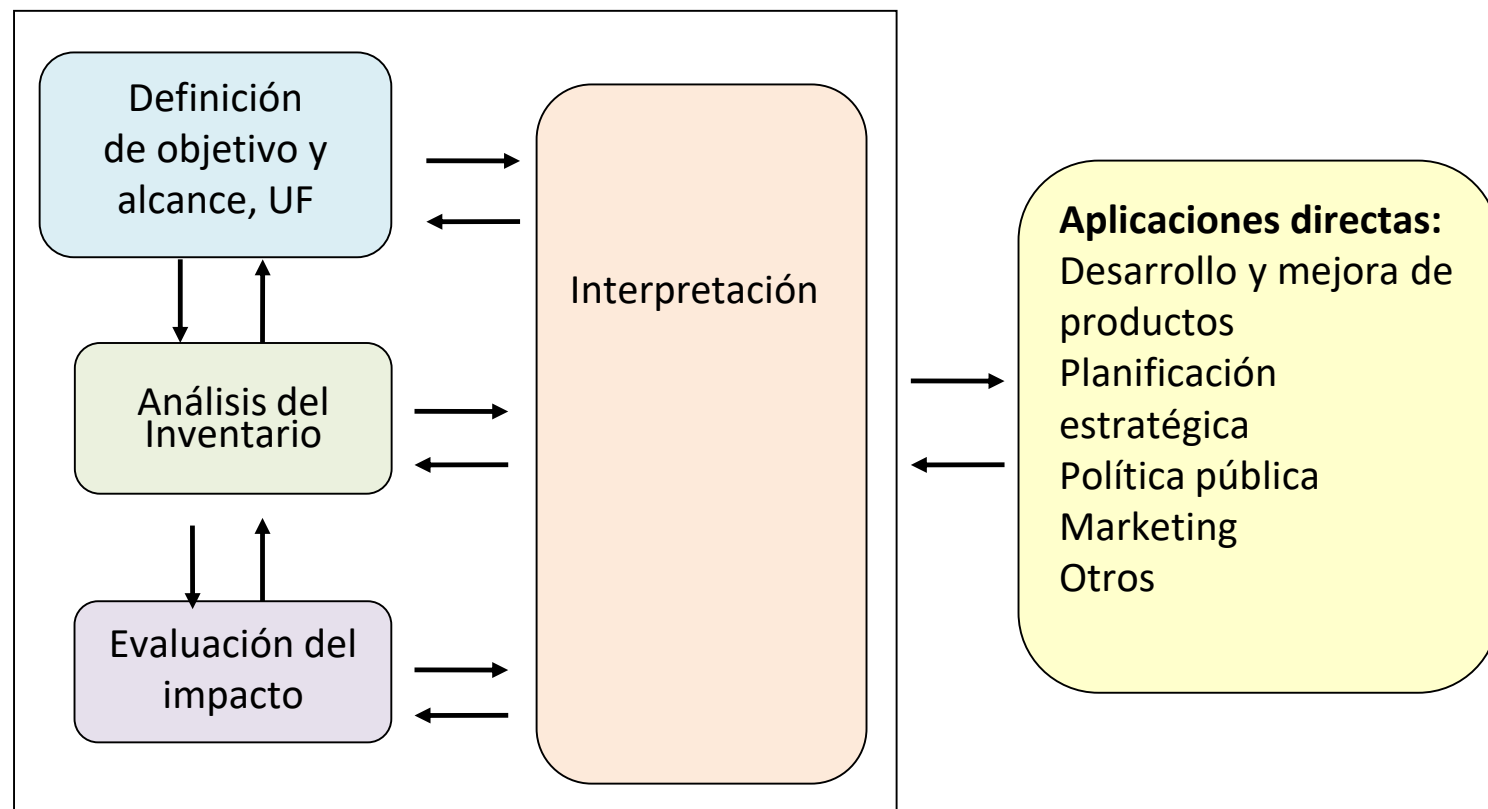 Definición
de objetivo y
alcance, UF
Análisis del
Inventario
Evaluación del
impacto
Interpretación
Aplicaciones directas:
Desarrollo y mejora de
productos
Planificación
estratégica
Política pública
Marketing
Otros